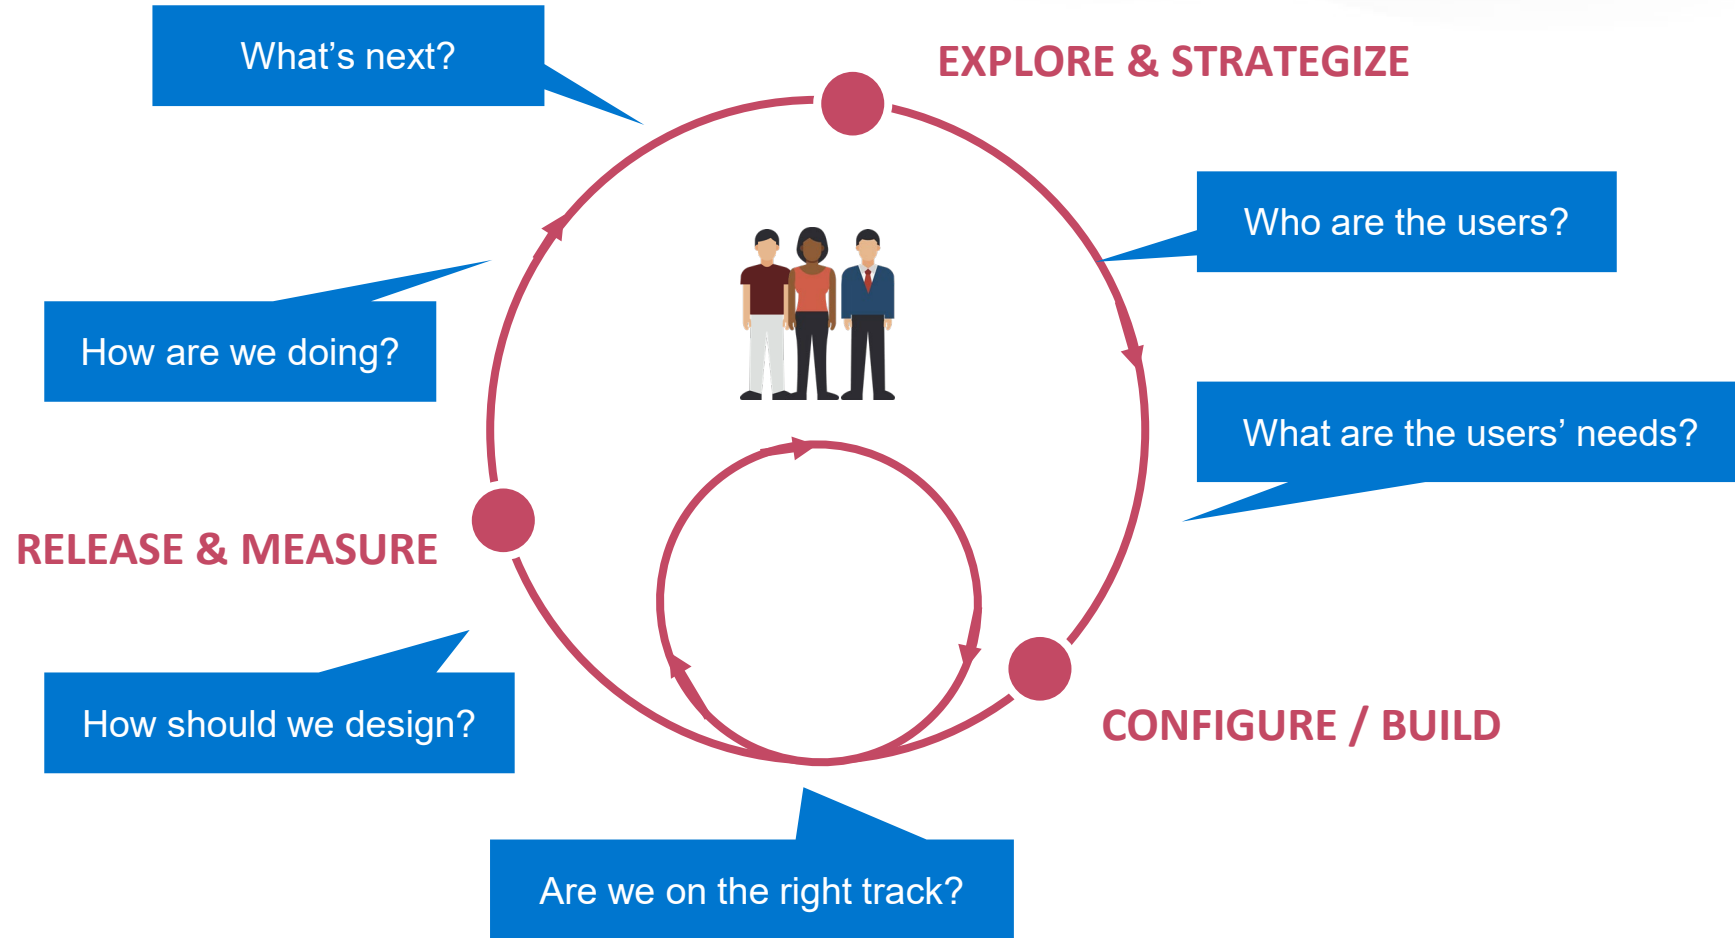 What’s next?
EXPLORE & STRATEGIZE
Who are the users?
How are we doing?
What are the users’ needs?
RELEASE & MEASURE
How should we design?
CONFIGURE / BUILD
Are we on the right track?